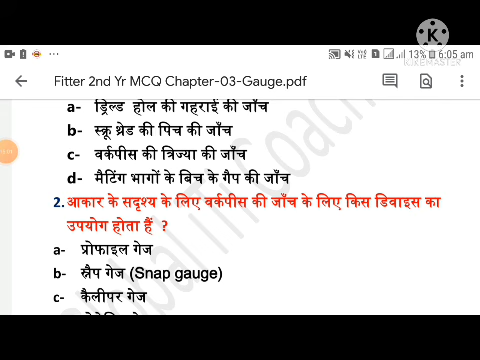 13% 6:05 am
K
KINEMASTER
Fitter 2nd Yr MCQ Chapter-03-Gauge.pdf
a- ड्रिल्ड होल की गहराई की जाँच
b- स्क्रू थ्रेड की पिच की जाँच
c- वर्कपीस की त्रिज्या की जाँच
d- मैटिंग भागों के बिच के गैप की जाँच
2. आकार के सदृश्य के लिए वर्कपीस की जाँच के लिए किस डिवाइस का
उपयोग होता हैं ?
a- प्रोफाइल गेज
b- स्नैप गेज (Snap gauge)
c- कैलीपर गेज